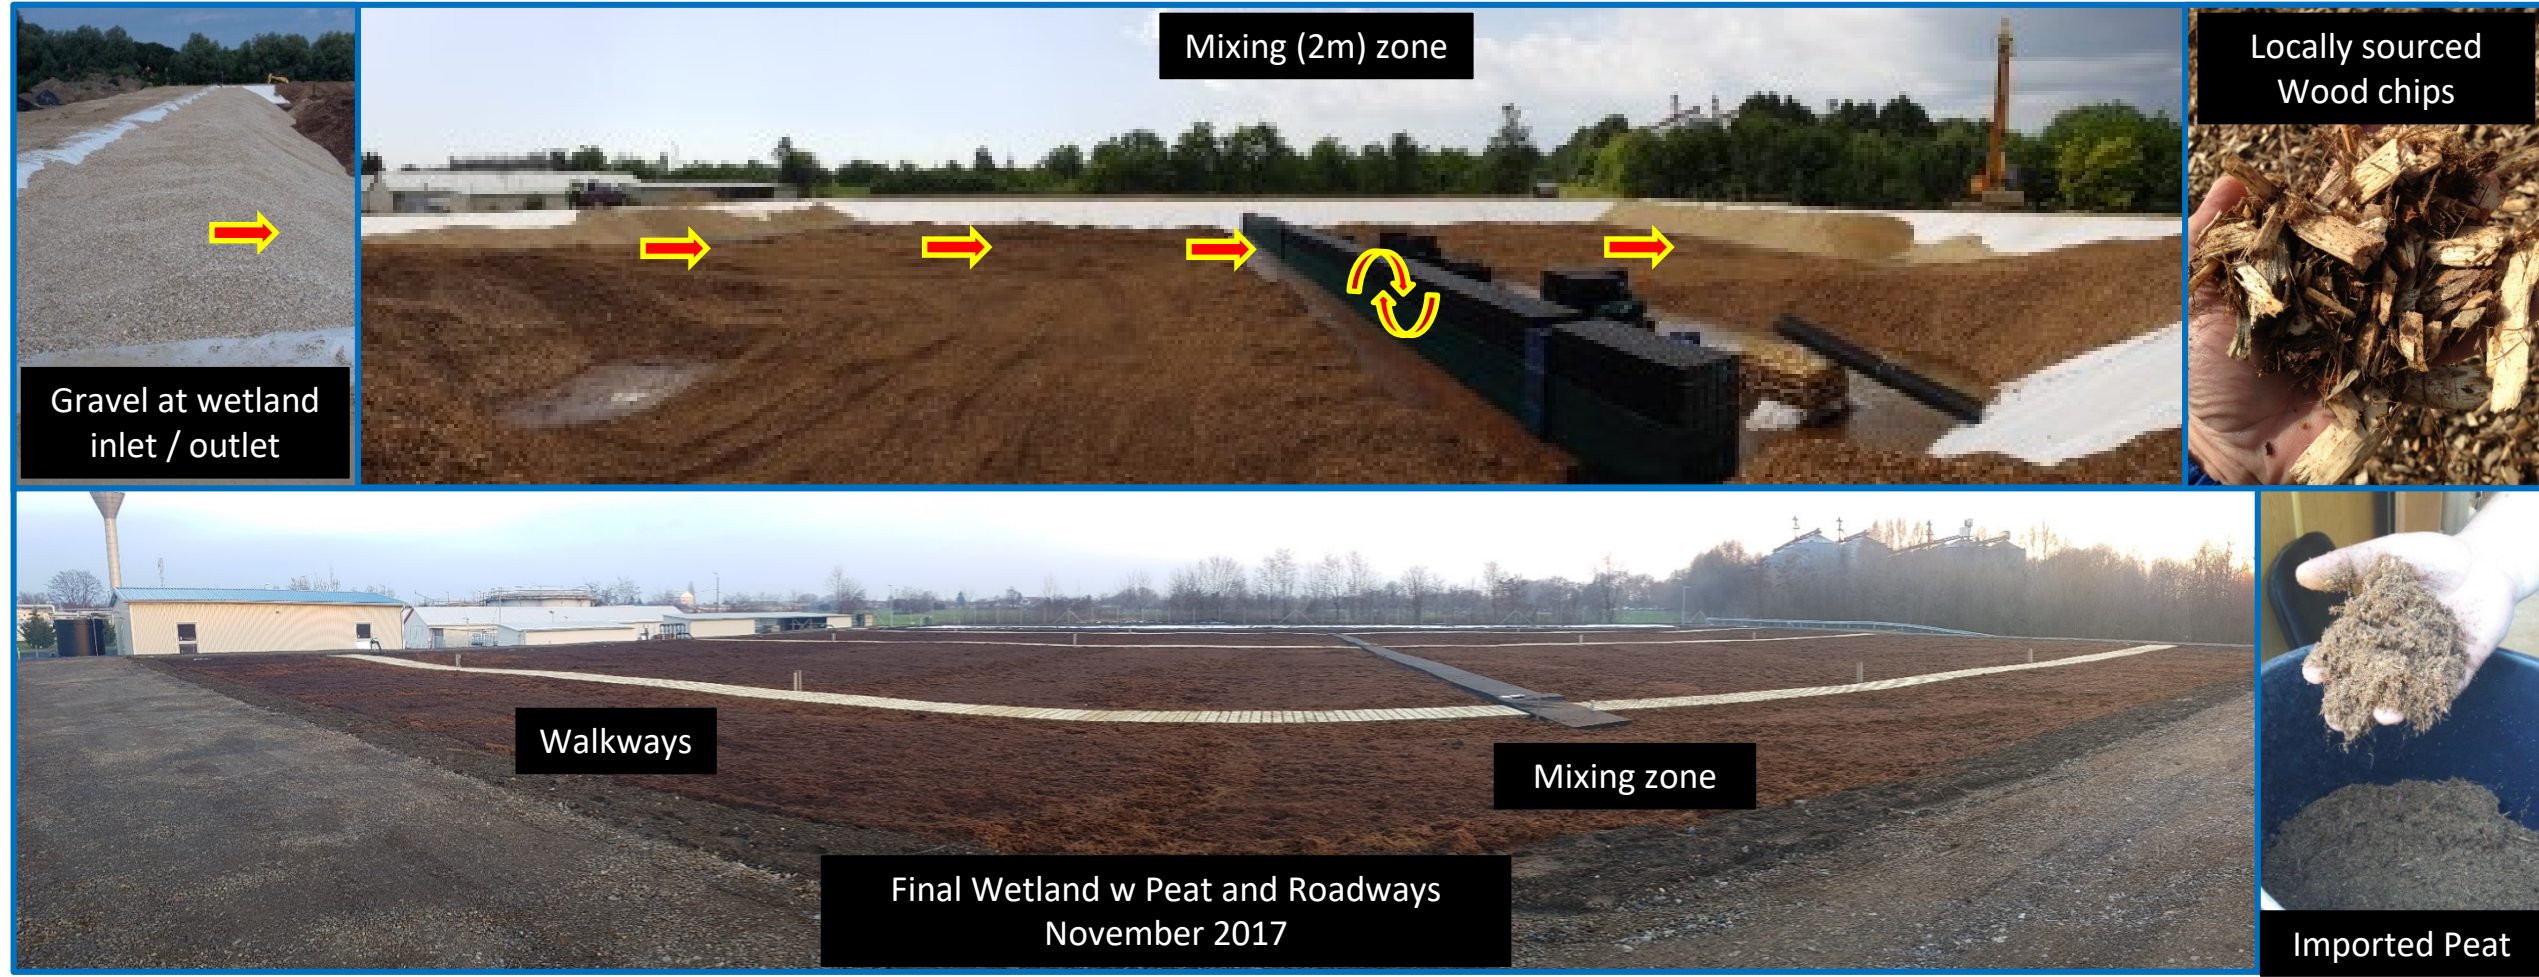 Gravel at wetland
inlet / outlet
Mixing (2m) zone
Locally sourced
Wood chips
Walkways
Mixing zone
Final Wetland w Peat and Roadways
November 2017
Imported Peat